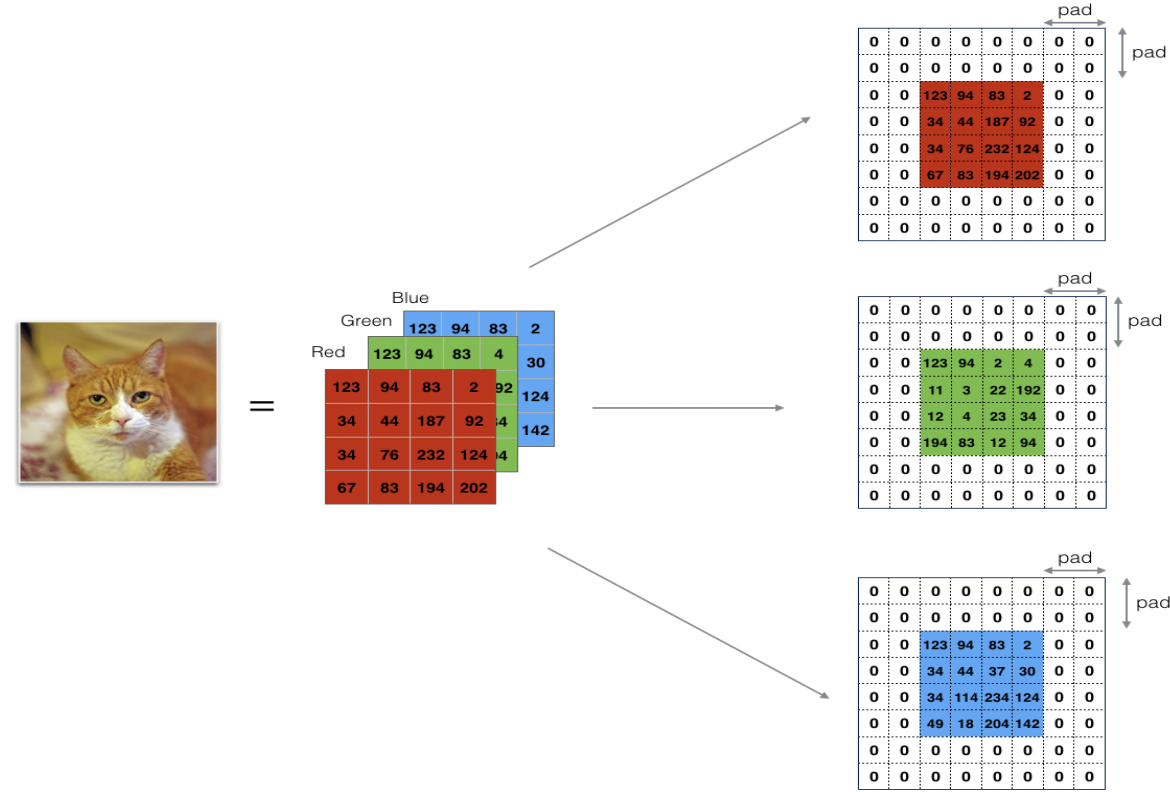 pad
pad
0 0 0 0 0 0 0 0
0 0 0 0 0 0 0 0
0 0 123 94 83 2 0 0
0 0 34 44 187 92 0 0
0 0 34 76 232 124 0 0
0 0 67 83 194 202 0 0
0 0 0 0 0 0 0 0
0 0 0 0 0 0 0 0
Blue
123 94 83 2
30
124
142
Green
123 94 83 4
92
34
94
Red
123 94 83 2
34 44 187 92
34 76 232 124
67 83 194 202
=
pad
pad
0 0 0 0 0 0 0 0
0 0 0 0 0 0 0 0
0 0 123 94 2 4 0 0
0 0 11 3 22 192 0 0
0 0 12 4 23 34 0 0
0 0 194 83 12 94 0 0
0 0 0 0 0 0 0 0
0 0 0 0 0 0 0 0
pad
pad
0 0 0 0 0 0 0 0
0 0 0 0 0 0 0 0
0 0 123 94 83 2 0 0
0 0 34 44 37 30 0 0
0 0 34 114 234 124 0 0
0 0 49 18 204 142 0 0
0 0 0 0 0 0 0 0
0 0 0 0 0 0 0 0